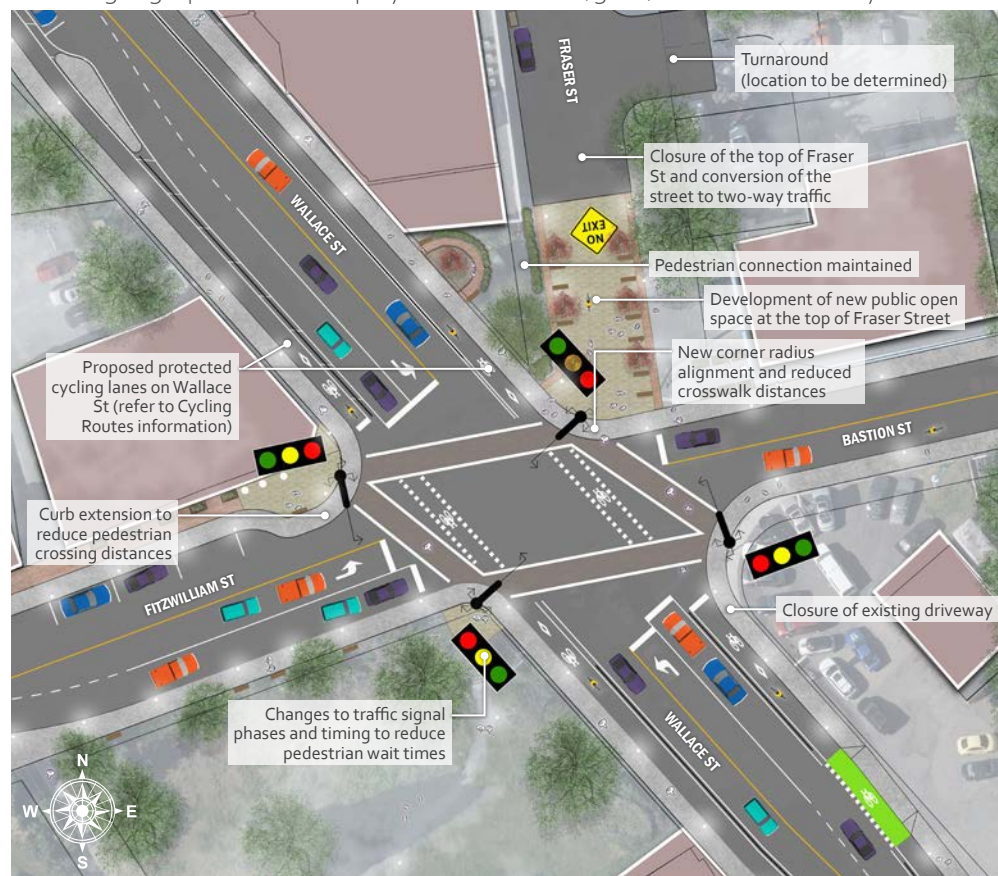 FRASER ST
Turnaround
(location to be determined)
Closure of the top of Fraser
St and conversion of the
street to two-way traffic
WALLACE ST
NO
EXIT
Pedestrian connection maintained
Development of new public open
space at the top of Fraser Street
New corner radius
alignment and reduced
crosswalk distances
Proposed protected
cycling lanes on Wallace
St (refer to Cycling
Routes information)
BASTION ST
Curb extension to
reduce pedestrian
crossing distances
FITZWILLIAM ST
Closure of existing driveway
Changes to traffic signal
phases and timing to reduce
pedestrian wait times
WALLACE ST
N
W
E
S